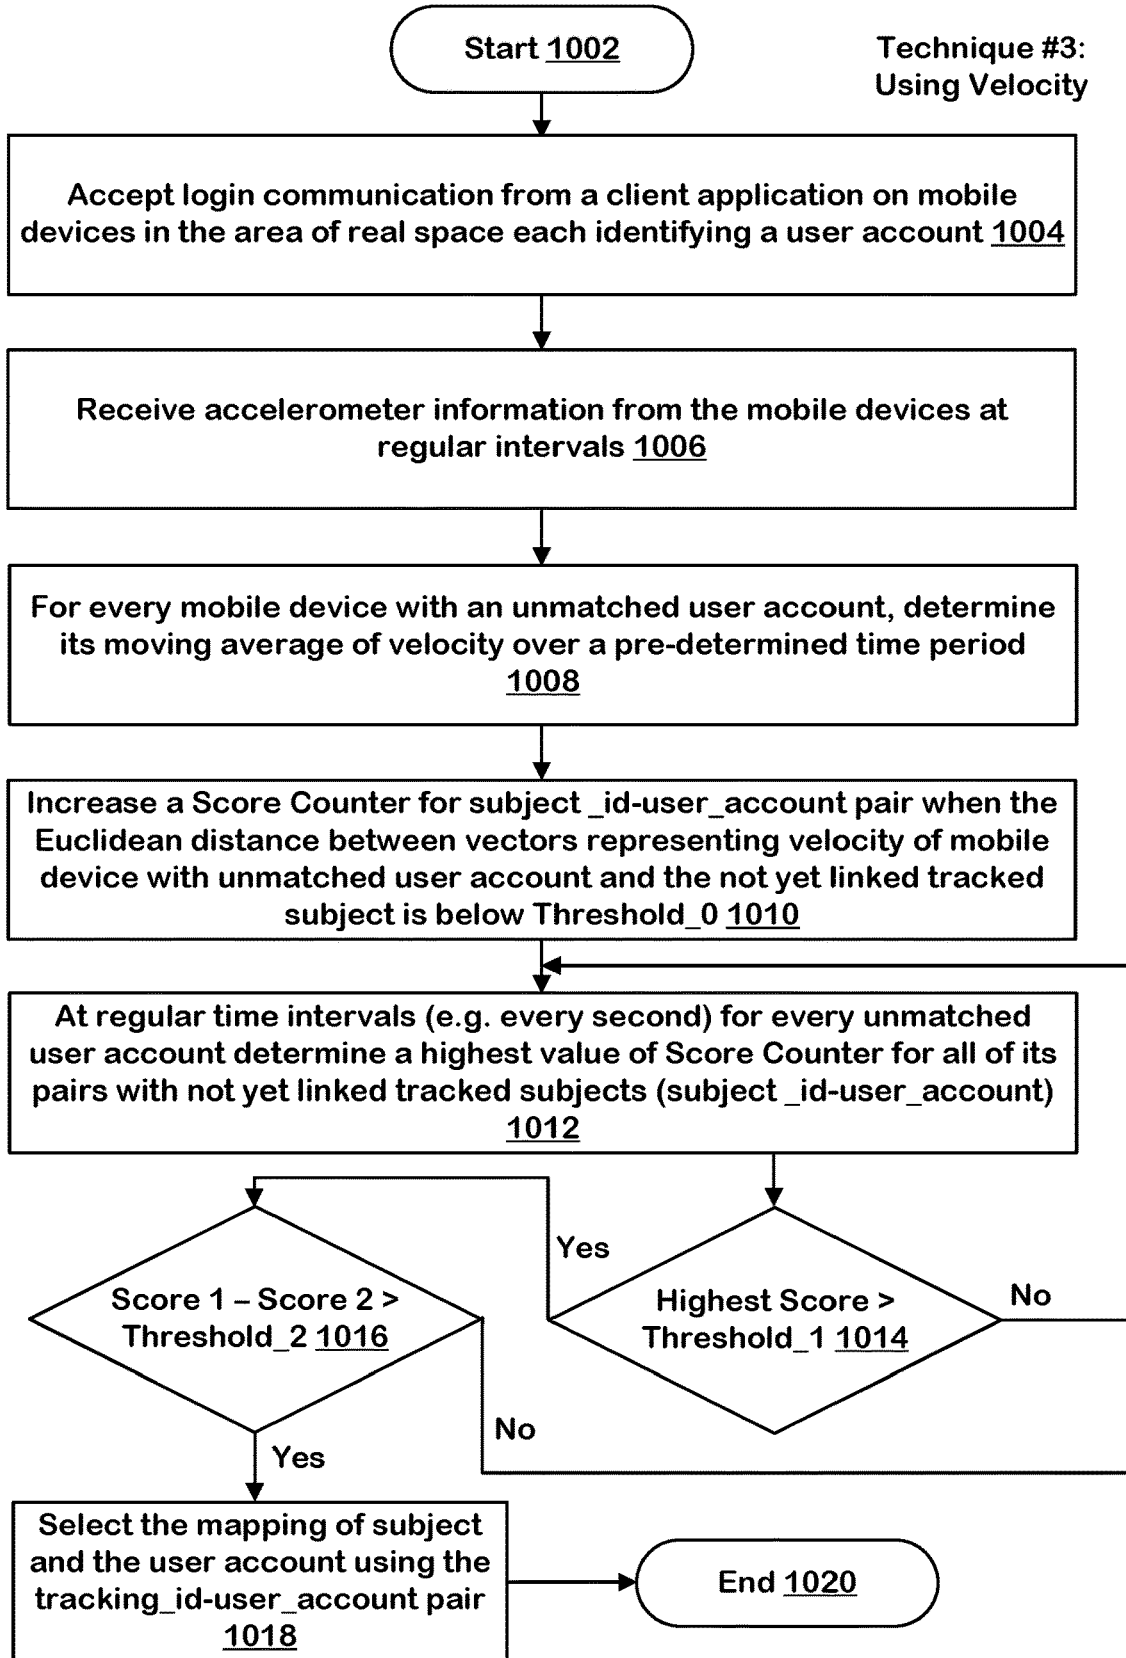 Start 1002
Technique #3:
Using Velocity
Accept login communication from a client application on mobile
devices in the area of real space each identifying a user account 1004
Receive accelerometer information from the mobile devices at
regular intervals 1006
For every mobile device with an unmatched user account, determine
its moving average of velocity over a pre-determined time period
1008
Increase a Score Counter for subject _id-user_account pair when the
Euclidean distance between vectors representing velocity of mobile
device with unmatched user account and the not yet linked tracked
subject is below Threshold_0 1010
At regular time intervals (e.g. every second) for every unmatched
user account determine a highest value of Score Counter for all of its
pairs with not yet linked tracked subjects (subject _id-user_account)
1012
Highest Score >
Threshold_1 1014
Yes
No
Score 1 – Score 2 >
Threshold_2 1016
No
Yes
Select the mapping of subject
and the user account using the
tracking_id-user_account pair
1018
End 1020